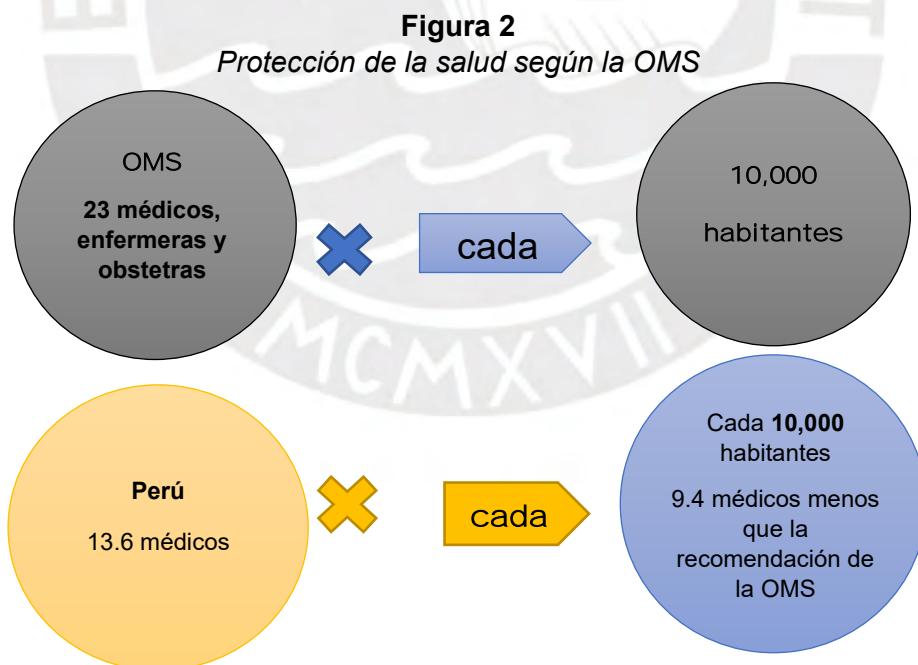 Figura 2
Protección de la salud según la OMS
OMS
23 médicos,
enfermeras y
obstetras
cada
10,000
habitantes
MCMXVII
Perú
13.6 médicos
cada
Cada 10,000
habitantes
9.4 médicos menos
que la
recomendación de
la OMS